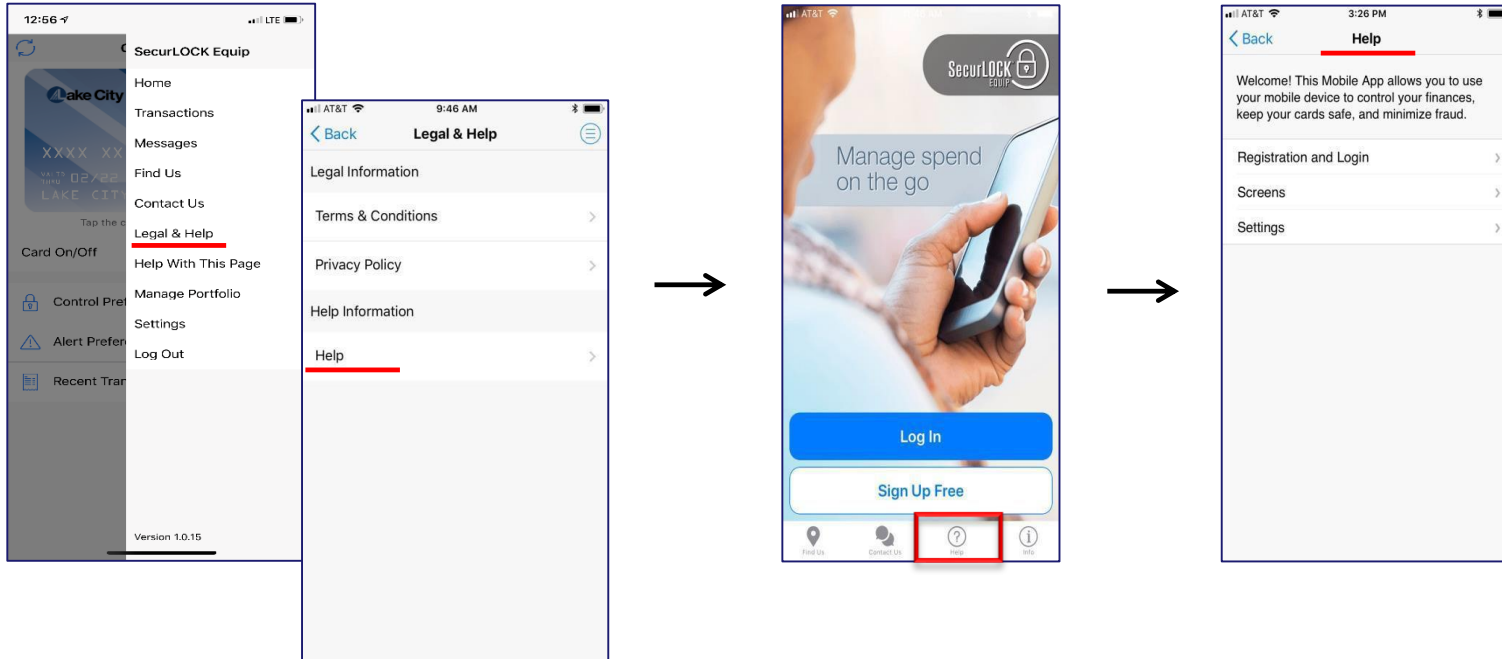 12:56
LTE
SecurLOCK Equip
Home
Transactions
Messages
Find Us
Contact Us
Legal & Help
Help With This Page
Manage Portfolio
Settings
Log Out
Version 1.0.15
Lake City
XXXX XX
VALID
THRU 02/22
LAKE CIT
Tap the c
Card On/Off
Control Pref
Alert Prefer
Recent Tran
AT&T 9:46 AM
Back Legal & Help
Legal Information
Terms & Conditions
Privacy Policy
Help Information
Help
AT&T
SecurLOCK
EQUIP
Manage spend
on the go
Log In
Sign Up Free
Find Us Contact Us Help Info
AT&T 3:26 PM
Back Help
Welcome! This Mobile App allows you to use
your mobile device to control your finances,
keep your cards safe, and minimize fraud.
Registration and Login
Screens
Settings